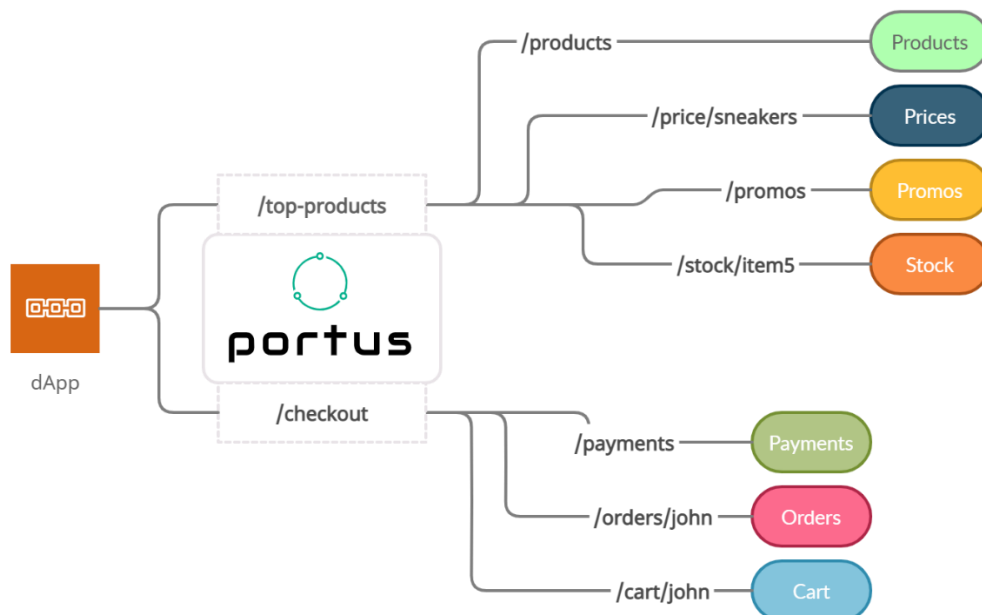 /products
Products
/price/sneakers
Prices
/top-products
/promos
Promos
/stock/item5
Stock
portus
dApp
/checkout
/payments
Payments
/orders/john
Orders
/cart/john
Cart